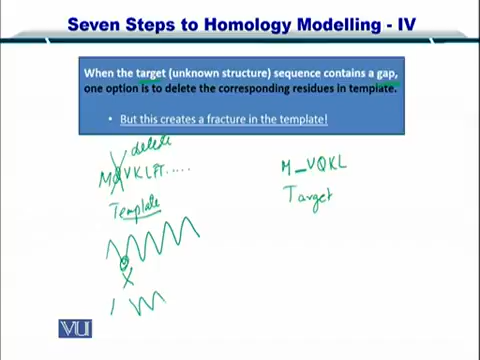 Seven Steps to Homology Modelling - IV
When the target (unknown structure) sequence contains a gap,
one option is to delete the corresponding residues in template.
• But this creates a fracture in the template!
delete
M VKLFT.....
Template
M_VQKL
Target
VU